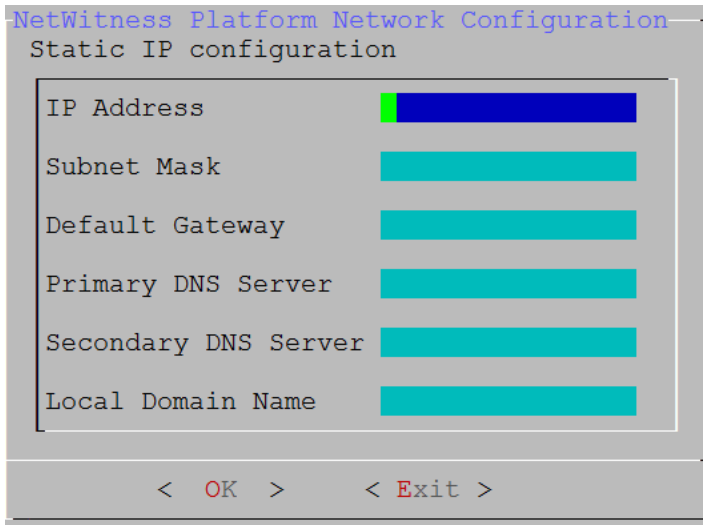 NetWitness Platform Network Configuration
Static IP configuration
IP Address
Subnet Mask
Default Gateway
Primary DNS Server
Secondary DNS Server
Local Domain Name
< OK > < Exit >